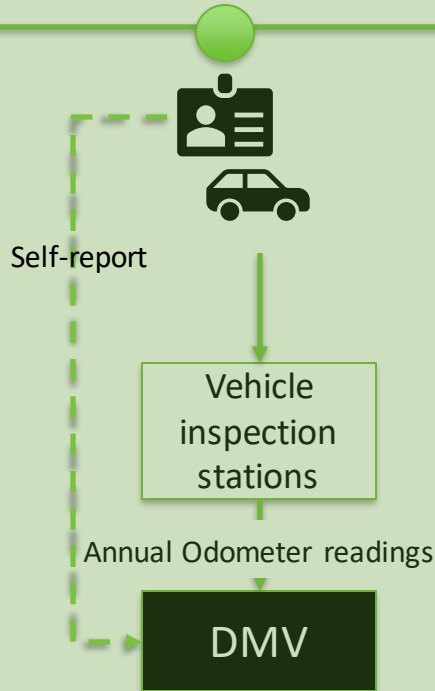 Self-report
Vehicle
inspection
stations
Annual Odometer readings
DMV